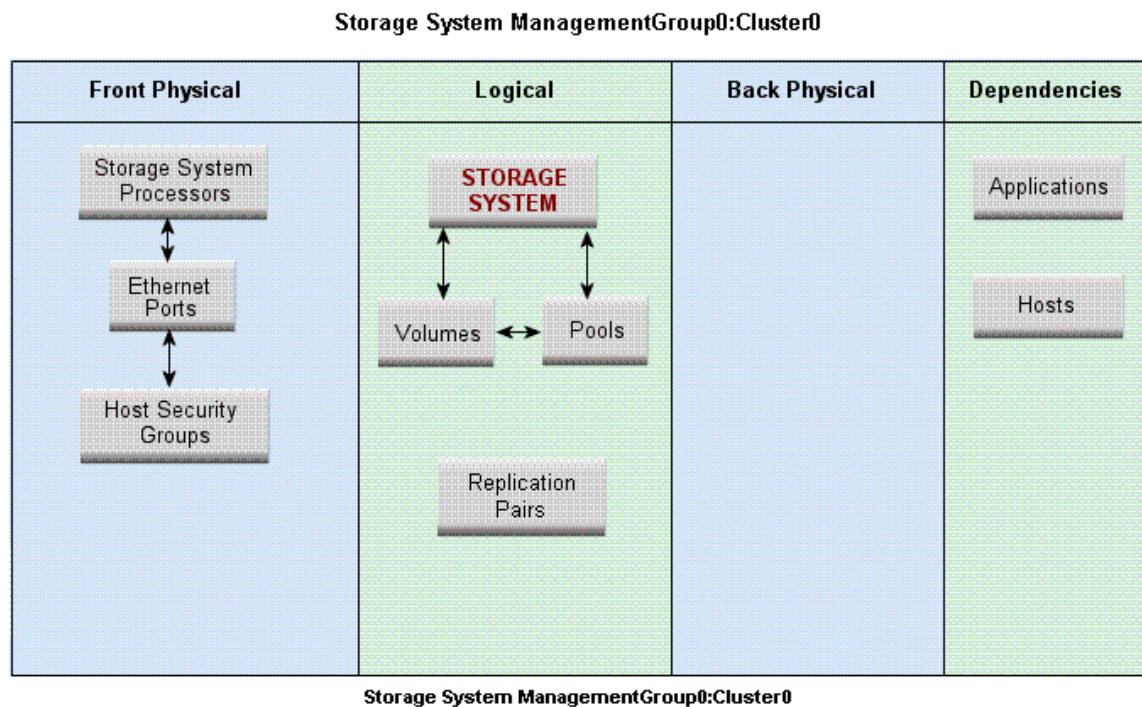 Storage System ManagementGroup0:Cluster0
Front Physical
Logical
Back Physical
Dependencies
Storage System
Processors
Ethernet
Ports
Host Security
Groups
STORAGE
SYSTEM
Volumes
Pools
Replication
Pairs
Applications
Hosts
Storage System ManagementGroup0:Cluster0